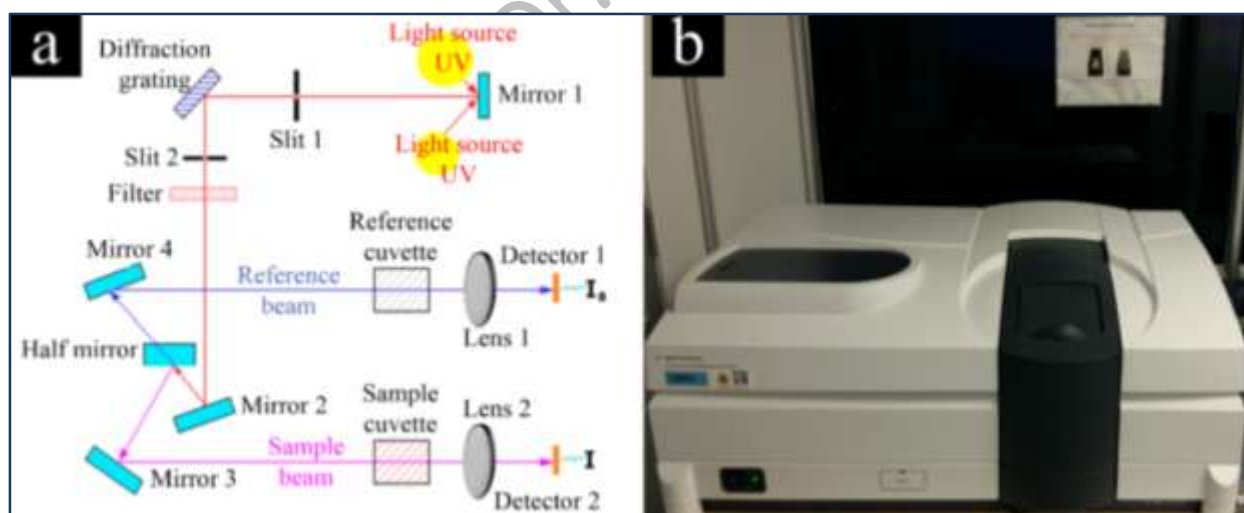 a
Diffraction
grating
Light source
UV
Mirror 1
Slit 1
Light source
UV
Slit 2
Filter
Mirror 4
Reference
cuvette
Detector 1
Reference
beam
I₀
Lens 1
Half mirror
Mirror 2
Sample
cuvette
Lens 2
Sample
beam
I
Mirror 3
Detector 2
b